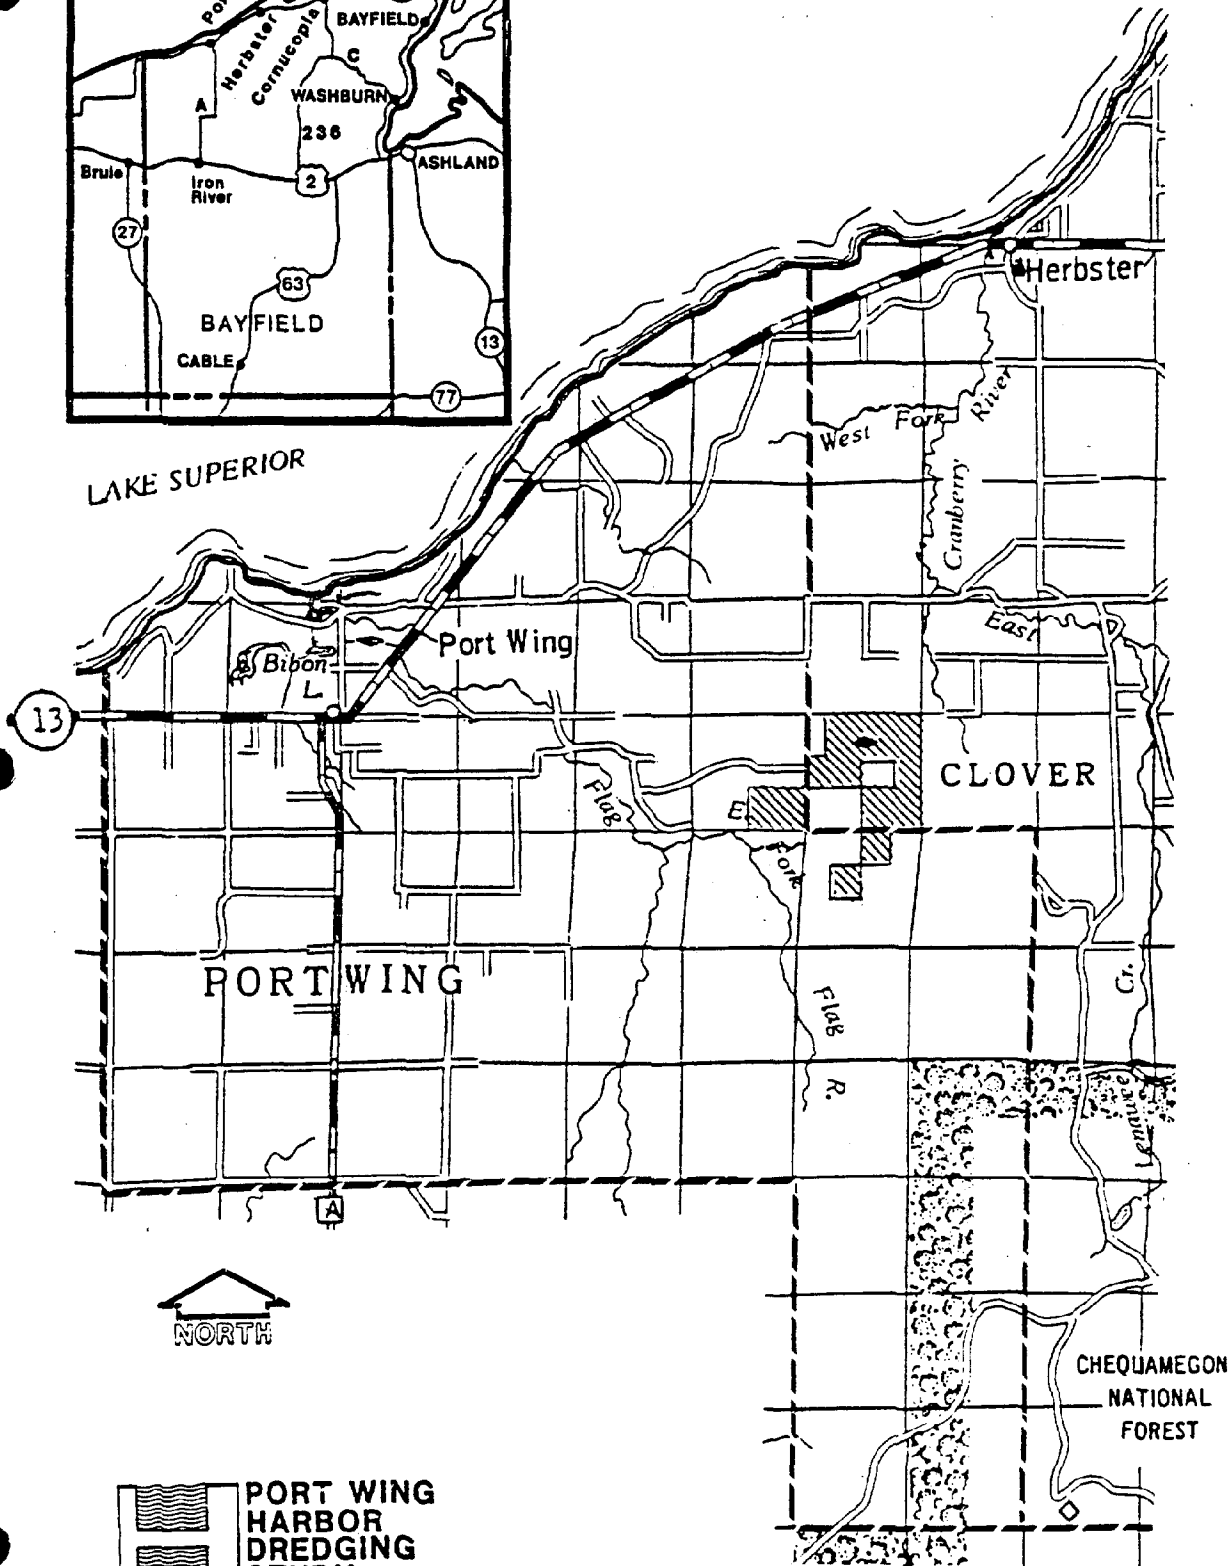 Herbster
Cornucopia
BAYFIELD
C
WASHBURN
A
236
Brule
Iron
River
2
ASHLAND
27
63
BAYFIELD
CABLE
13
77
LAKE SUPERIOR
Herbster
West Fork
River
Cranberry
East
Port Wing
Bibon
L.
13
CLOVER
Flag
E.
Fork
PORT WING
Cr.
Flag
R.
A
NORTH
CHEQUAMEGON
NATIONAL
FOREST
PORT WING
HARBOR
DREDGING